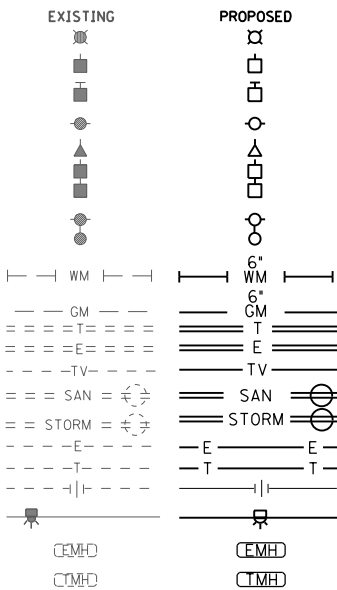 EXISTING PROPOSED
6"
WM WM
6"
GM GM
T T
E E
TV TV
SAN SAN
STORM STORM
E E E
T T T
EMH EMH
TMH TMH